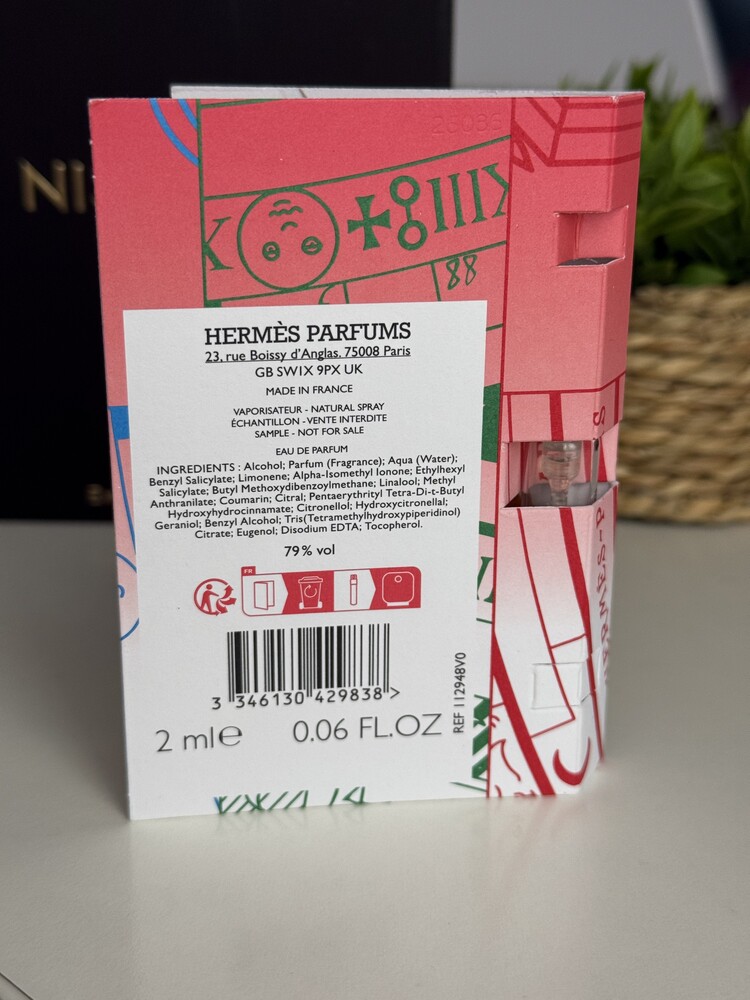 23086
Ni
XIII
88
HERMÈS PARFUMS
23, rue Boissy d'Anglas. 75008 Paris
GB SW1X 9PX UK
MADE IN FRANCE
VAPORISATEUR - NATURAL SPRAY
ÉCHANTILLON - VENTE INTERDITE
SAMPLE - NOT FOR SALE
EAU DE PARFUM
INGREDIENTS : Alcohol; Parfum (Fragrance); Aqua (Water);
Benzyl Salicylate; Limonene; Alpha-Isomethyl Ionone; Ethylhexyl
Salicylate; Butyl Methoxydibenzoylmethane; Linalool; Methyl
Anthranilate; Coumarin; Citral; Pentaerythrityl Tetra-Di-t-Butyl
Hydroxyhydrocinnamate; Citronellol; Hydroxycitronellal;
Geraniol; Benzyl Alcohol; Tris(Tetramethylhydroxypiperidinol)
Citrate; Eugenol; Disodium EDTA; Tocopherol.
79% vol
FR
3 346130 429838 >
REF 112948V0
2 ml e 0.06 FL.OZ